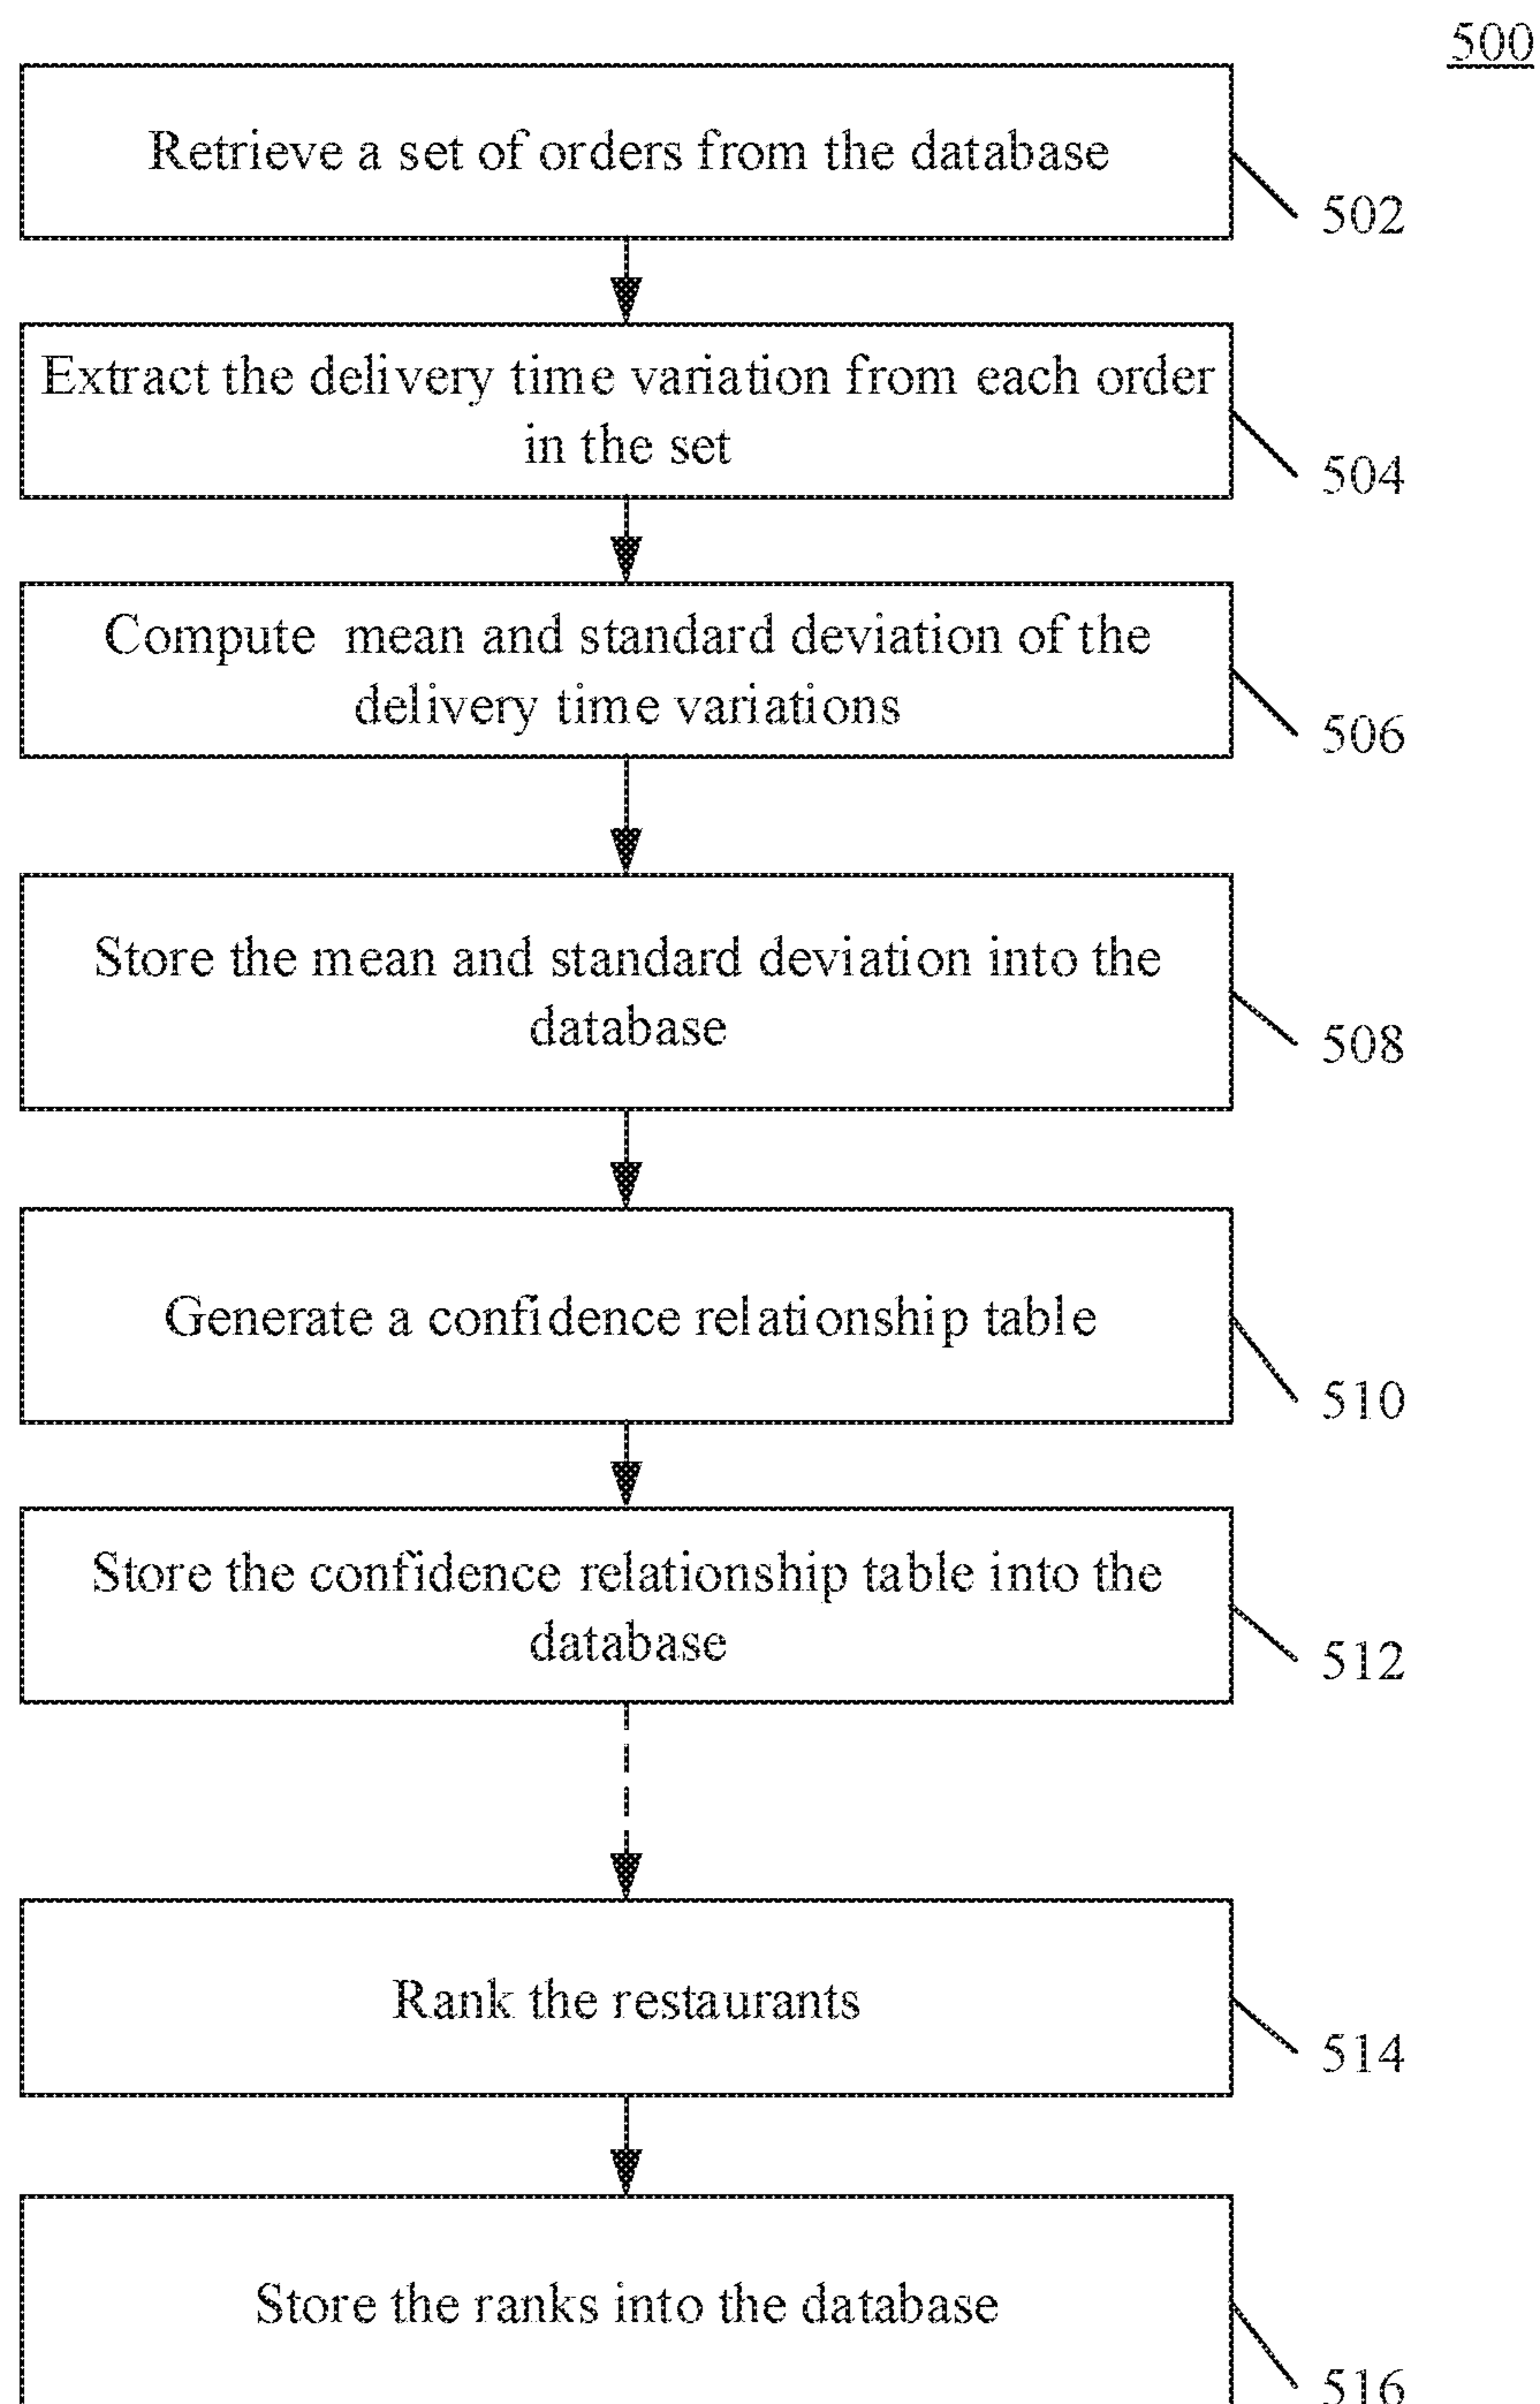 500
Retrieve a set of orders from the database
502
Extract the delivery time variation from each order
in the set
504
Compute mean and standard deviation of the
delivery time variations
506
Store the mean and standard deviation into the
database
508
Generate a confidence relationship table
510
Store the confidence relationship table into the
database
512
Rank the restaurants
514
Store the ranks into the database
516